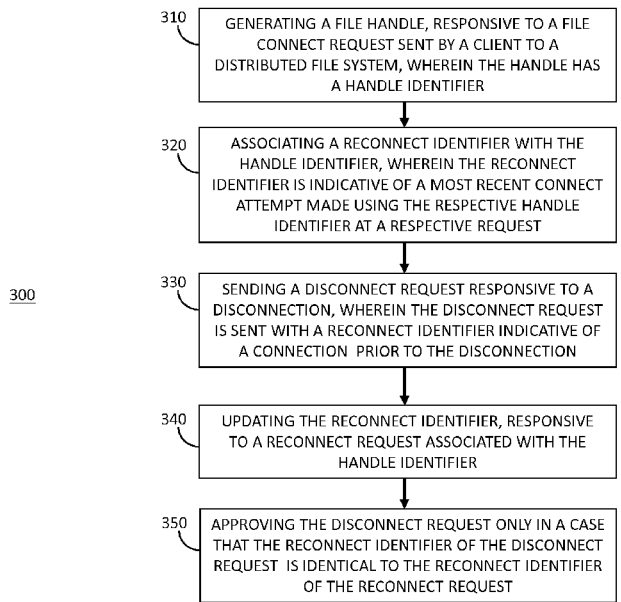 310
GENERATING A FILE HANDLE, RESPONSIVE TO A FILE
CONNECT REQUEST SENT BY A CLIENT TO A
DISTRIBUTED FILE SYSTEM, WHEREIN THE HANDLE HAS
A HANDLE IDENTIFIER
320
ASSOCIATING A RECONNECT IDENTIFIER WITH THE
HANDLE IDENTIFIER, WHEREIN THE RECONNECT
IDENTIFIER IS INDICATIVE OF A MOST RECENT CONNECT
ATTEMPT MADE USING THE RESPECTIVE HANDLE
IDENTIFIER AT A RESPECTIVE REQUEST
300
330
SENDING A DISCONNECT REQUEST RESPONSIVE TO A
DISCONNECTION, WHEREIN THE DISCONNECT REQUEST
IS SENT WITH A RECONNECT IDENTIFIER INDICATIVE OF
A CONNECTION PRIOR TO THE DISCONNECTION
340
UPDATING THE RECONNECT IDENTIFIER, RESPONSIVE
TO A RECONNECT REQUEST ASSOCIATED WITH THE
HANDLE IDENTIFIER
350
APPROVING THE DISCONNECT REQUEST ONLY IN A CASE
THAT THE RECONNECT IDENTIFIER OF THE DISCONNECT
REQUEST IS IDENTICAL TO THE RECONNECT IDENTIFIER
OF THE RECONNECT REQUEST